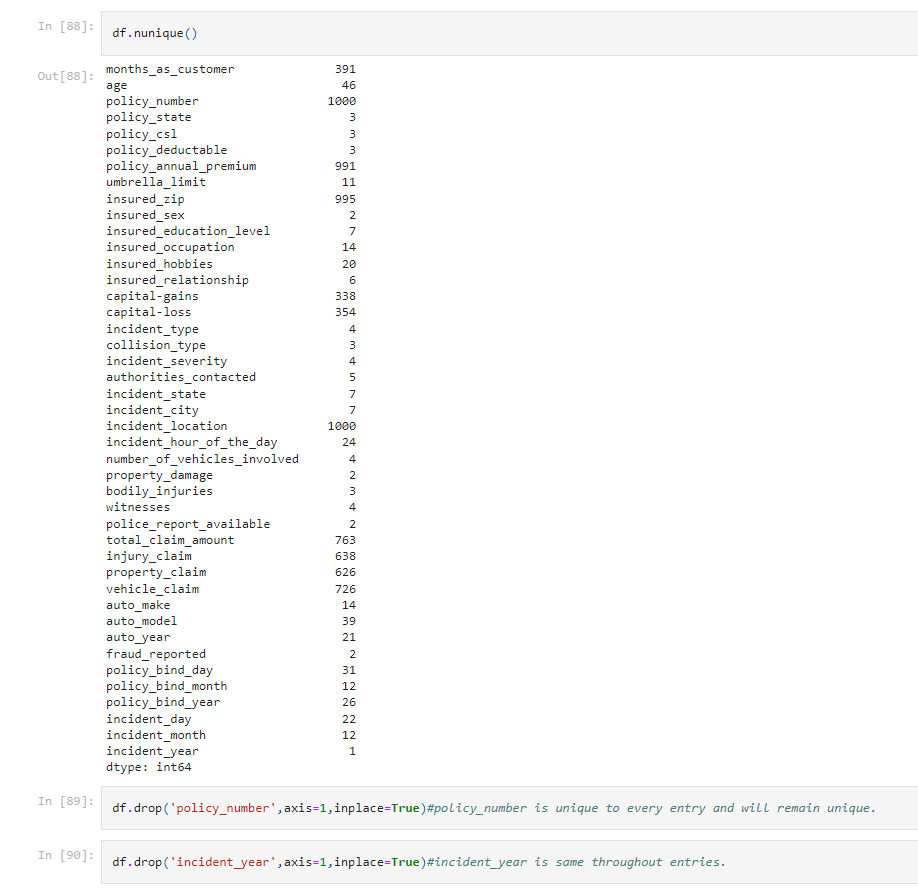 In [88]:
df.nunique()
Out[88]:
months_as_customer 391
age 46
policy_number 1000
policy_state 3
policy_csl 3
policy_deductable 3
policy_annual_premium 991
umbrella_limit 11
insured_zip 995
insured_sex 2
insured_education_level 7
insured_occupation 14
insured_hobbies 20
insured_relationship 6
capital-gains 338
capital-loss 354
incident_type 4
collision_type 3
incident_severity 4
authorities_contacted 5
incident_state 7
incident_city 7
incident_location 1000
incident_hour_of_the_day 24
number_of_vehicles_involved 4
property_damage 2
bodily_injuries 3
witnesses 4
police_report_available 2
total_claim_amount 763
injury_claim 638
property_claim 626
vehicle_claim 726
auto_make 14
auto_model 39
auto_year 21
fraud_reported 2
policy_bind_day 31
policy_bind_month 12
policy_bind_year 26
incident_day 22
incident_month 12
incident_year 1
dtype: int64
In [89]:
df.drop('policy_number',axis=1,inplace=True)#policy_number is unique to every entry and will remain unique.
In [90]:
df.drop('incident_year',axis=1,inplace=True)#incident_year is same throughout entries.